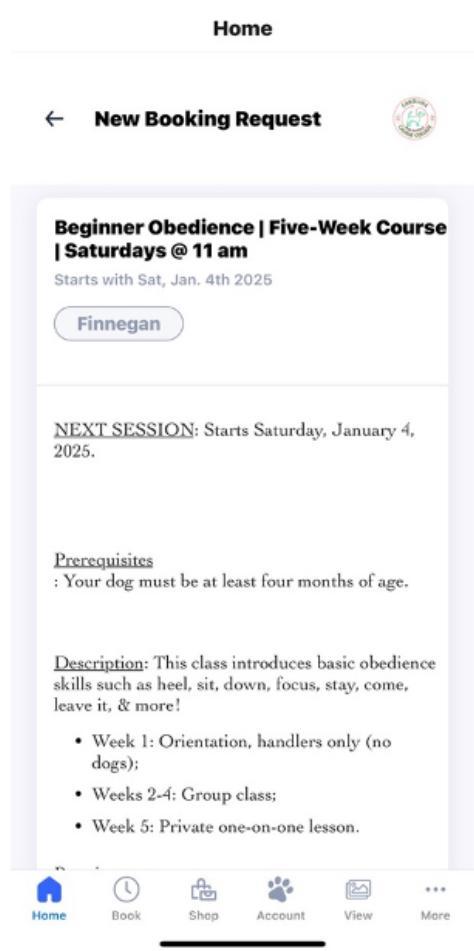 Home
New Booking Request
Beginner Obedience | Five-Week Course
| Saturdays @ 11 am
Starts with Sat, Jan. 4th 2025
Finnegan
NEXT SESSION: Starts Saturday, January 4,
2025.
Prerequisites
: Your dog must be at least four months of age.
Description: This class introduces basic obedience
skills such as heel, sit, down, focus, stay, come,
leave it, & more!
• Week 1: Orientation, handlers only (no
dogs);
• Weeks 2-4: Group class;
• Week 5: Private one-on-one lesson.
Home Book Shop Account View More